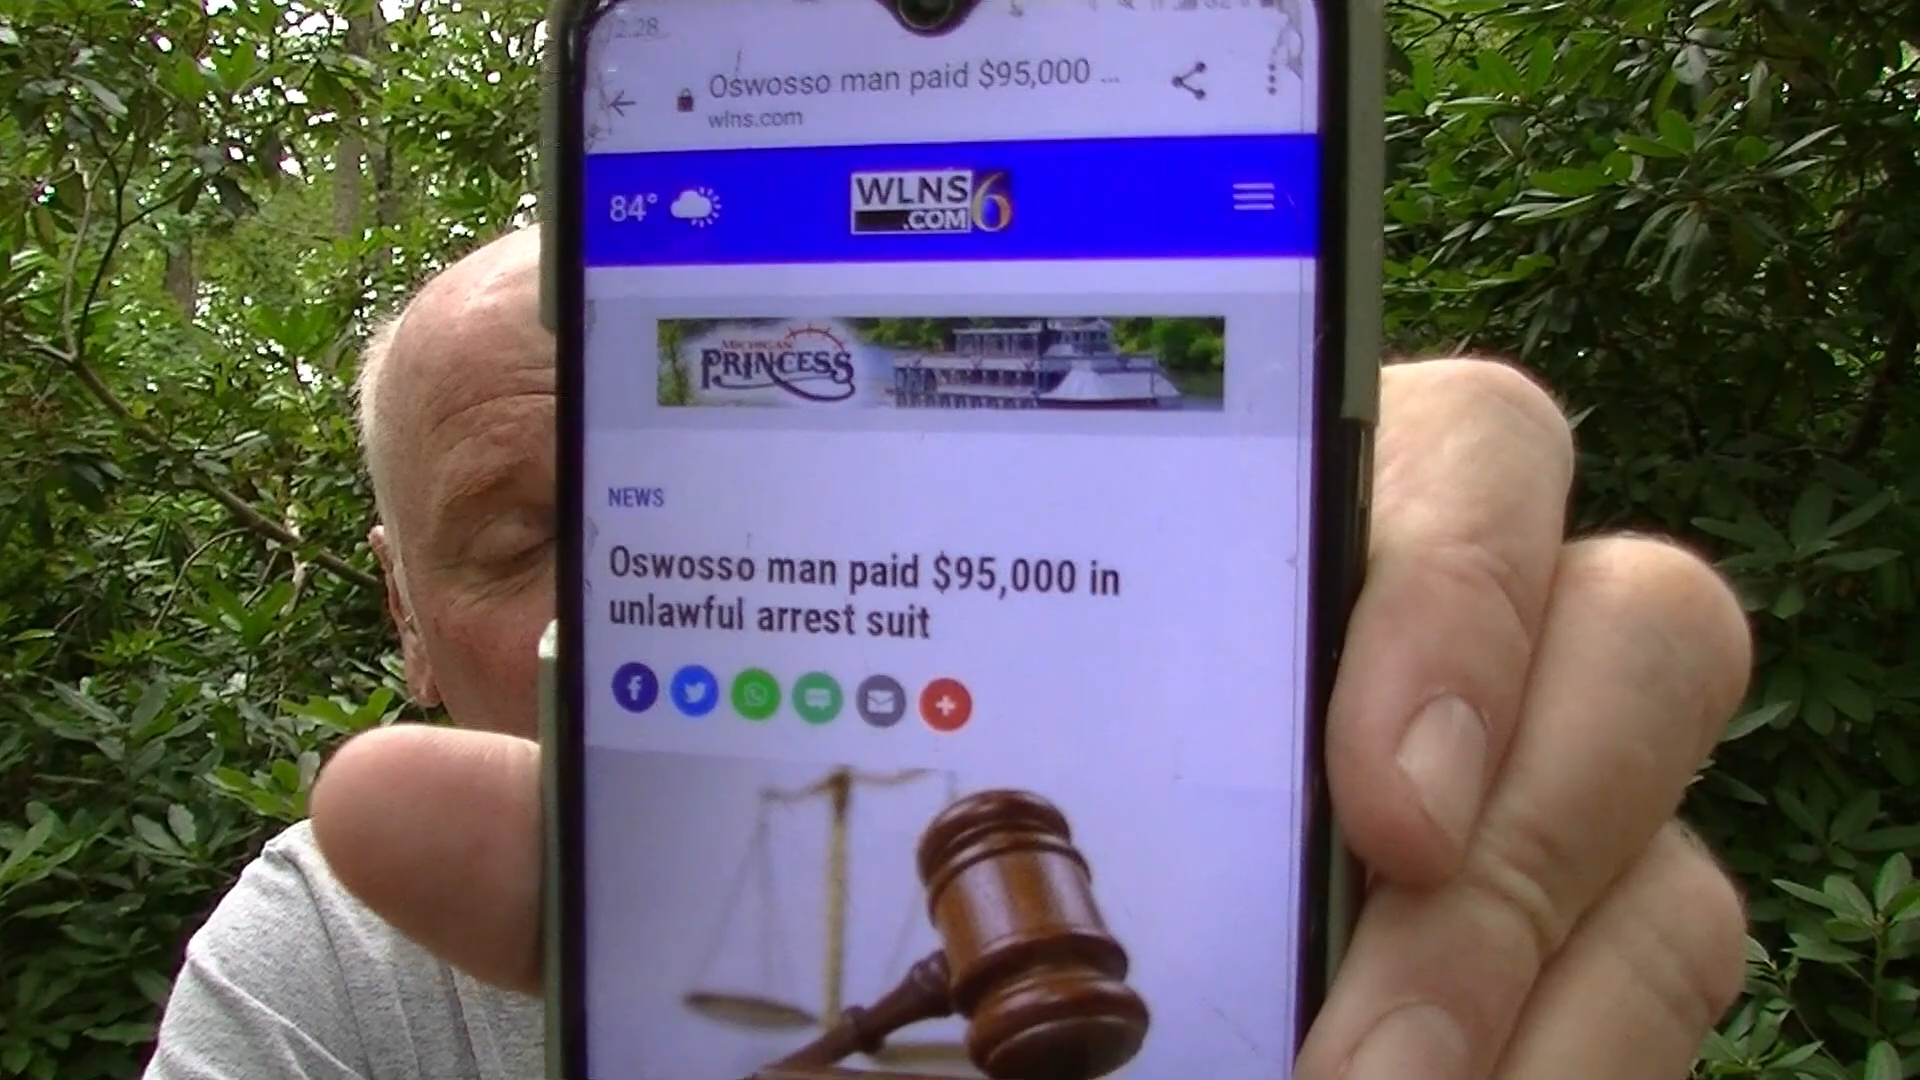 2:28
Oswosso man paid $95,000 ...
wlns.com
84°
WLNS
.COM
6
MICHIGAN
PRINCESS
NEWS
Oswosso man paid $95,000 in
unlawful arrest suit